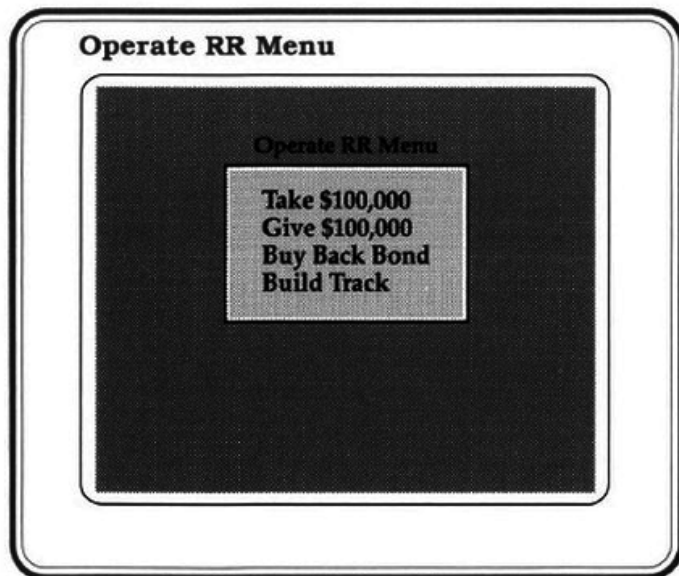 Operate RR Menu
Operate RR Menu
Take $100,000
Give $100,000
Buy Back Bond
Build Track